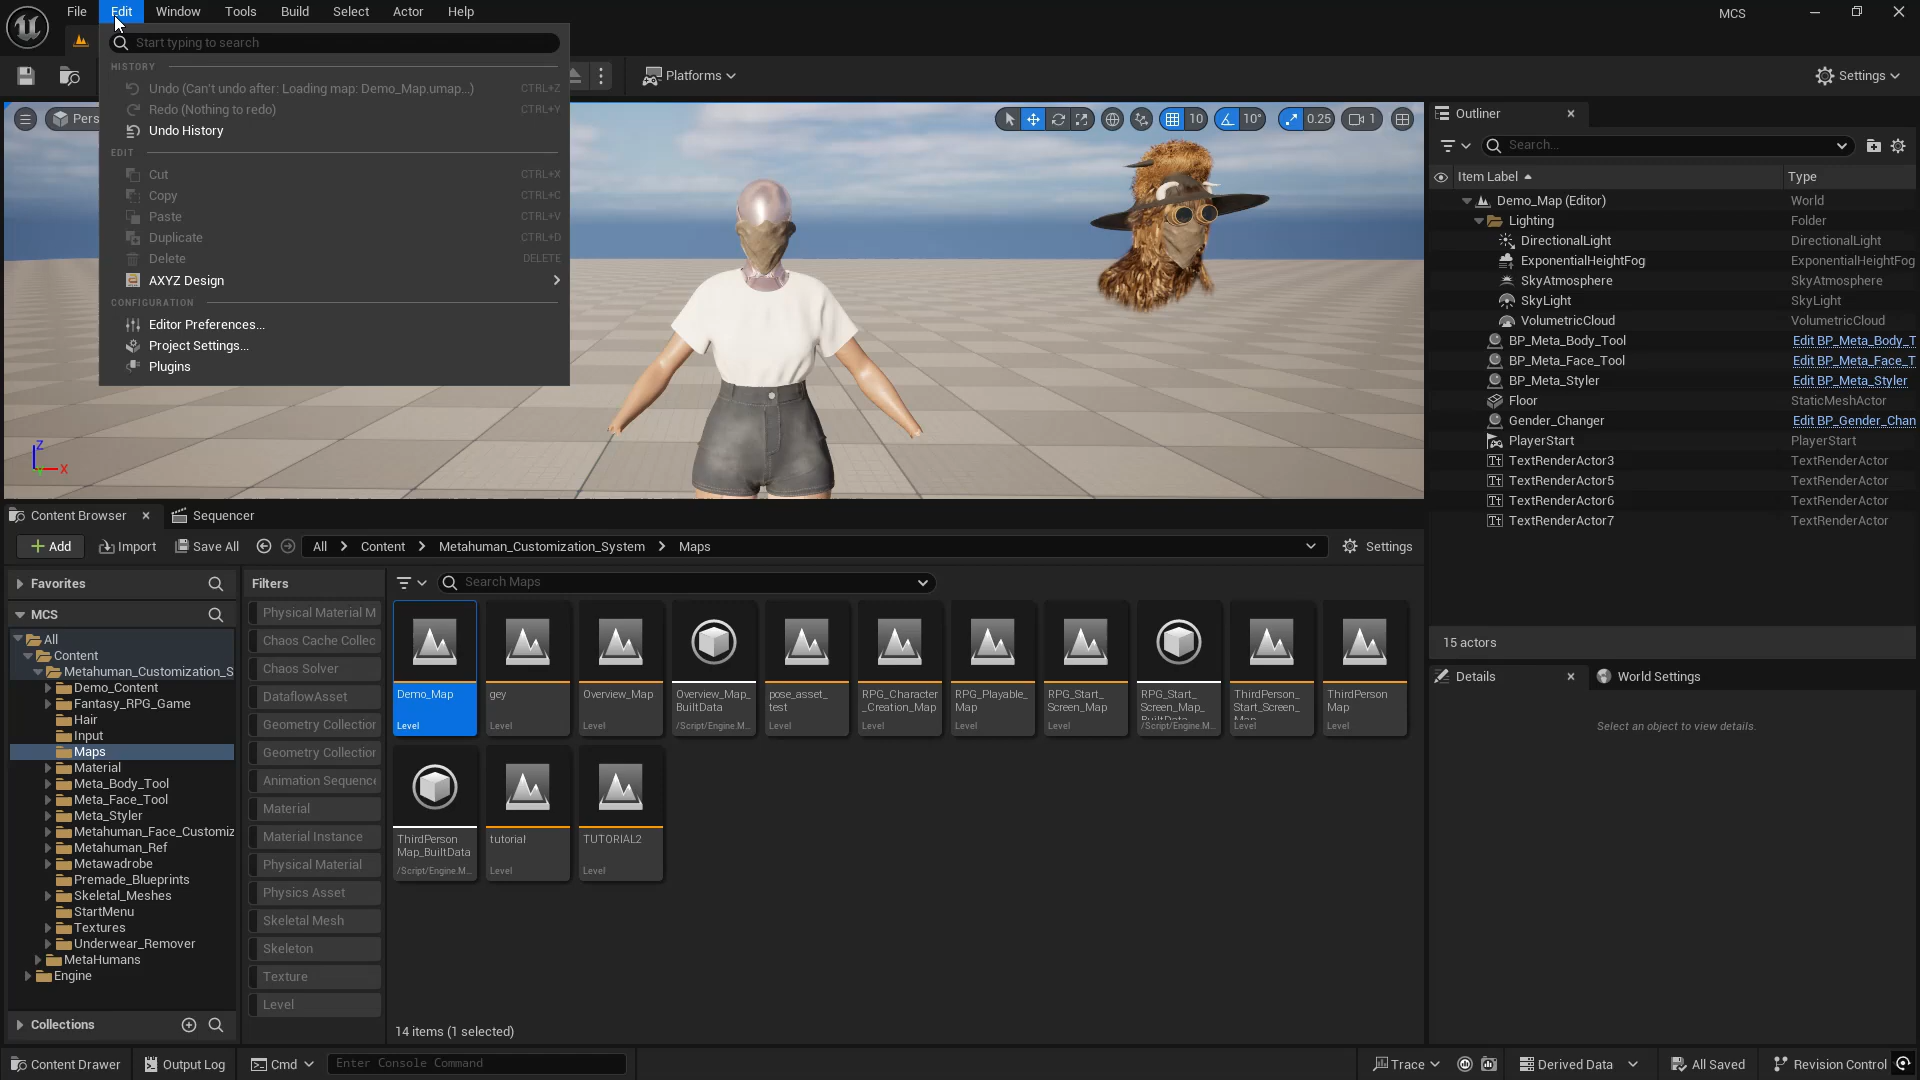 File
Edit
Window
Tools
Build
Select
Actor
Help
MCS
Start typing to search
HISTORY
Undo (Can't undo after: Loading map: Demo_Map.umap...) CTRL+Z
Redo (Nothing to redo) CTRL+Y
Undo History
EDIT
Cut CTRL+X
Copy CTRL+C
Paste CTRL+V
Duplicate CTRL+D
Delete DELETE
AXYZ Design
CONFIGURATION
Editor Preferences...
Project Settings...
Plugins
Platforms
Settings
Pers
10
10°
0.25
1
Outliner
Search...
Item Label Type
Demo_Map (Editor) World
Lighting Folder
DirectionalLight DirectionalLight
ExponentialHeightFog ExponentialHeightFog
SkyAtmosphere SkyAtmosphere
SkyLight SkyLight
VolumetricCloud VolumetricCloud
BP_Meta_Body_Tool Edit BP_Meta_Body_T
BP_Meta_Face_Tool Edit BP_Meta_Face_T
BP_Meta_Styler Edit BP_Meta_Styler
Floor StaticMeshActor
Gender_Changer Edit BP_Gender_Chan
PlayerStart PlayerStart
TextRenderActor3 TextRenderActor
TextRenderActor5 TextRenderActor
TextRenderActor6 TextRenderActor
TextRenderActor7 TextRenderActor
15 actors
Details
World Settings
Select an object to view details.
Z
X
Content Browser
Sequencer
Add
Import
Save All
All
Content
Metahuman_Customization_System
Maps
Settings
Favorites
MCS
All
Content
Metahuman_Customization_S
Demo_Content
Fantasy_RPG_Game
Hair
Input
Maps
Material
Meta_Body_Tool
Meta_Face_Tool
Meta_Styler
Metahuman_Face_Customiz
Metahuman_Ref
Metawadrobe
Premade_Blueprints
Skeletal_Meshes
StartMenu
Textures
Underwear_Remover
MetaHumans
Engine
Collections
Filters
Physical Material M
Chaos Cache Collec
Chaos Solver
DataflowAsset
Geometry Collection
Geometry Collection
Animation Sequence
Material
Material Instance
Physical Material
Physics Asset
Skeletal Mesh
Skeleton
Texture
Level
Search Maps
Demo_Map
Level
gey
Level
Overview_Map
Level
Overview_Map_
BuiltData
/Script/Engine.M...
pose_asset_
test
Level
RPG_Character
_Creation_Map
Level
RPG_Playable_
Map
Level
RPG_Start_
Screen_Map
Level
RPG_Start_
Screen_Map_
BuiltData
/Script/Engine.M...
ThirdPerson_
Start_Screen_
Map
Level
ThirdPerson
Map
Level
ThirdPerson
Map_BuiltData
/Script/Engine.M...
tutorial
Level
TUTORIAL2
Level
14 items (1 selected)
Content Drawer
Output Log
Cmd
Enter Console Command
Trace
Derived Data
All Saved
Revision Control